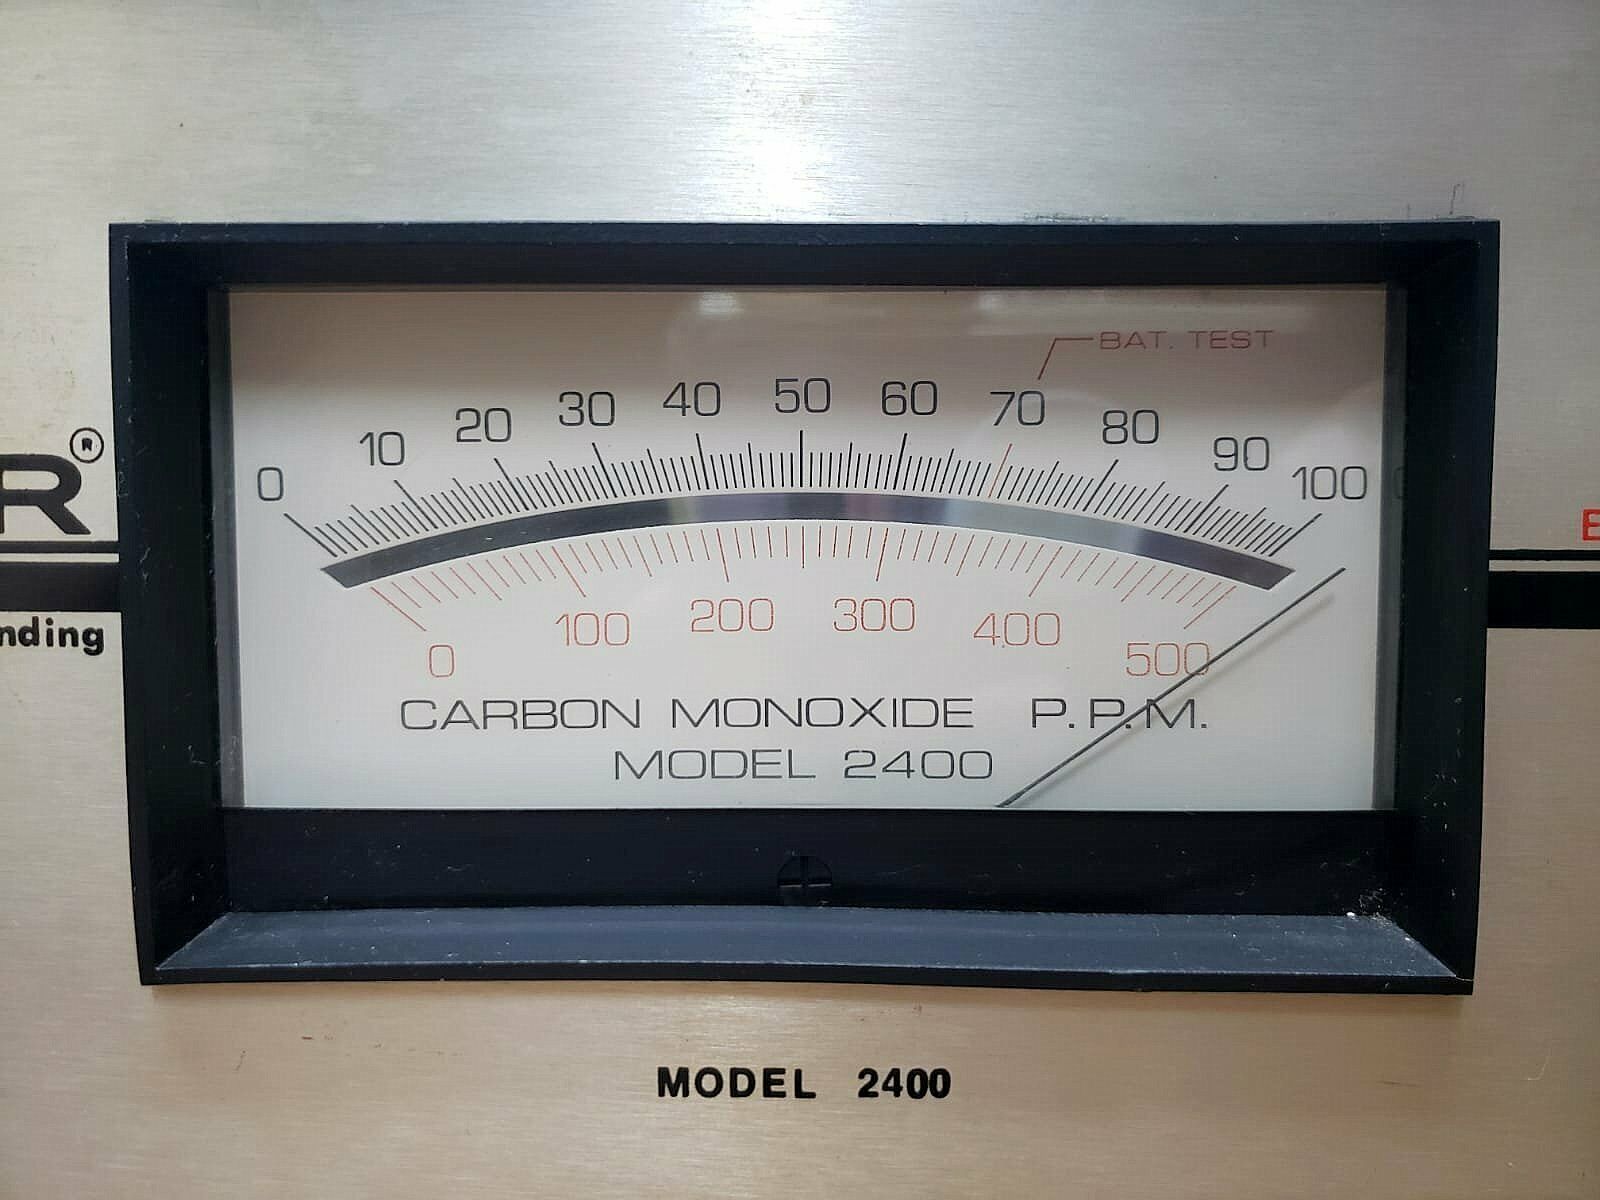 BAT. TEST
0 10 20 30 40 50 60 70 80 90 100
0 100 200 300 400 500
CARBON MONOXIDE P.P.M.
MODEL 2400
R®
nding
MODEL 2400